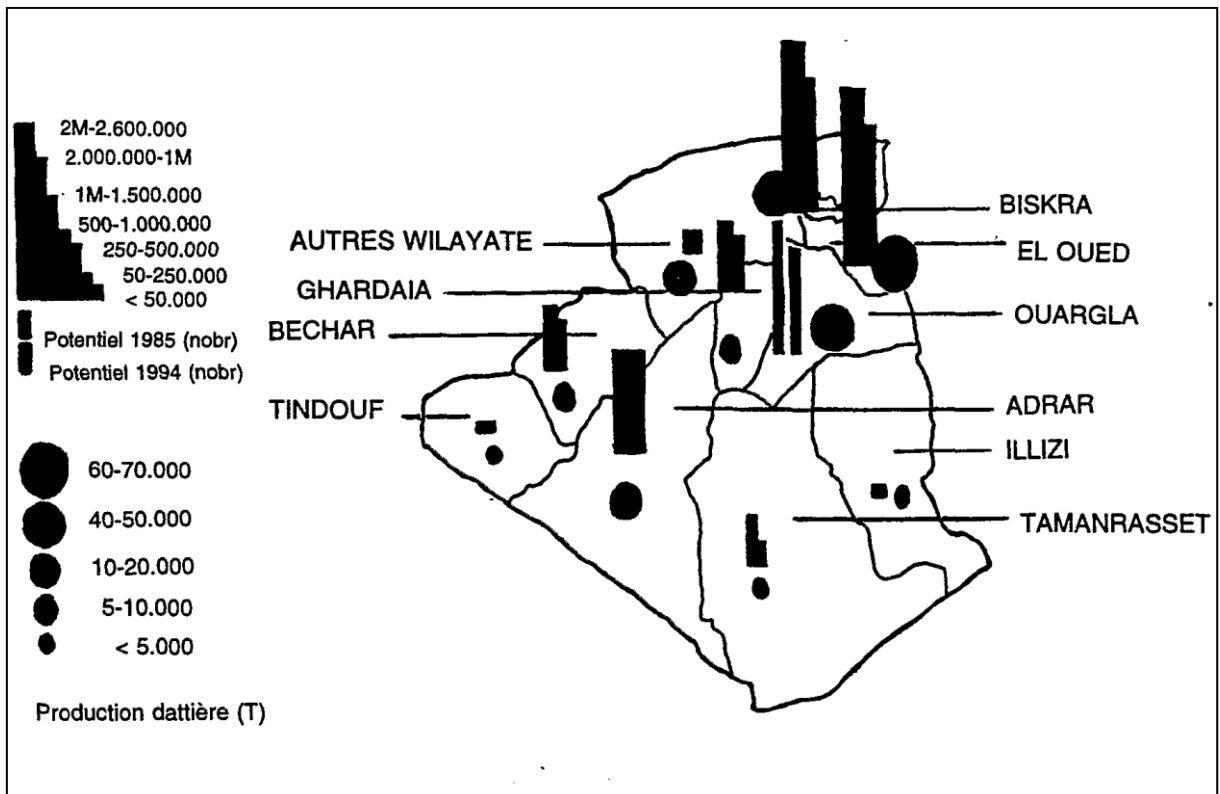 2M-2.600.000
2.000.000-1M
1M-1.500.000
500-1.000.000
250-500.000
50-250.000
< 50.000
Potentiel 1985 (nobr)
Potentiel 1994 (nobr)
60-70.000
40-50.000
10-20.000
5-10.000
< 5.000
Production dattière (T)
AUTRES WILAYATE
GHARDAIA
BECHAR
TINDOUF
BISKRA
EL OUED
OUARGLA
ADRAR
ILLIZI
TAMANRASSET